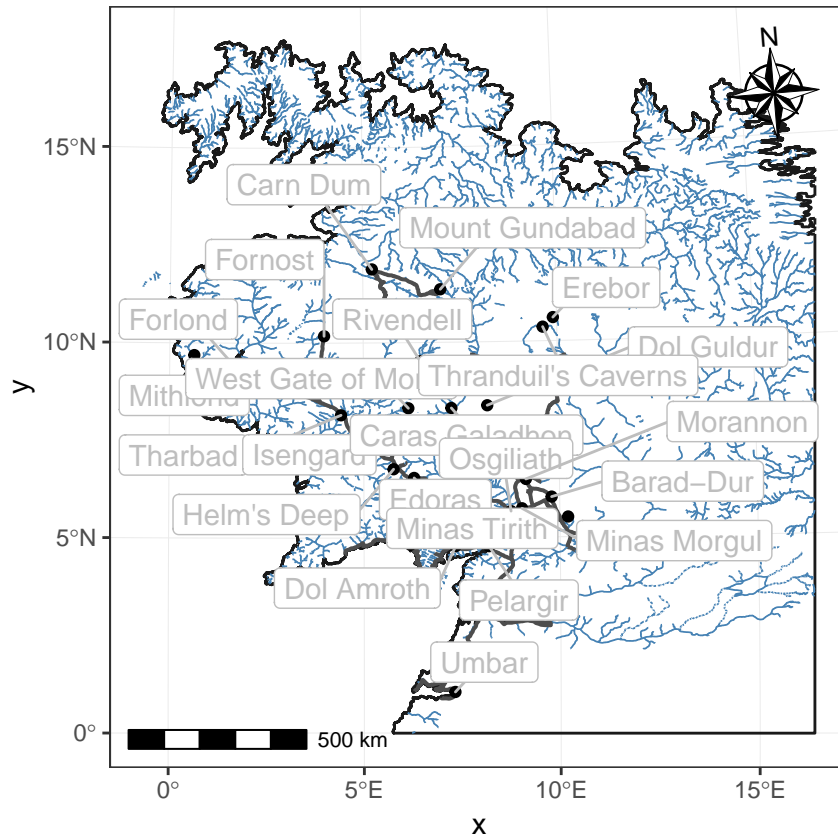 N
15°N
Carn Dum
Mount Gundabad
Fornost
Erebor
Forlond
Rivendell
10°N
Dol Guldur
West Gate of Mo
Thranduil's Caverns
Mithlond
Caras Galadhon
Morannon
Tharbad
Isengard
Osgiliath
Barad−Dur
Edoras
Helm's Deep
Minas Tirith
Minas Morgul
5°N
Dol Amroth
Pelargir
Umbar
0°
500 km
0°
5°E
10°E
15°E
x
y